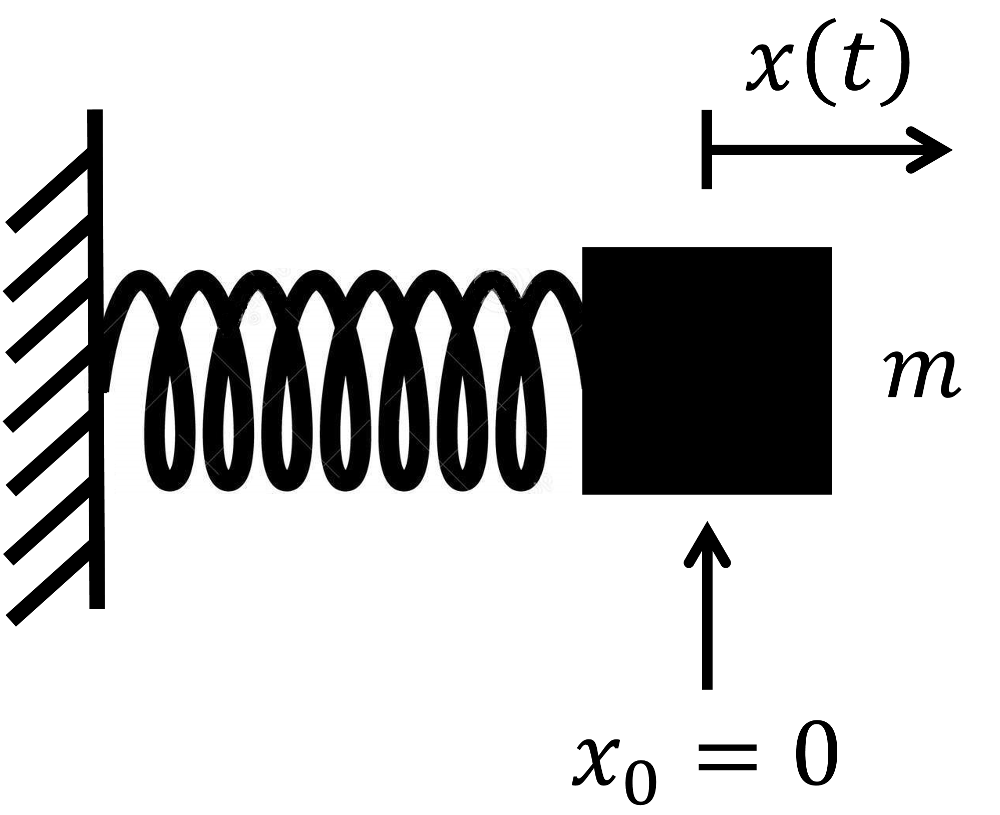 x(t)
m
x₀ = 0